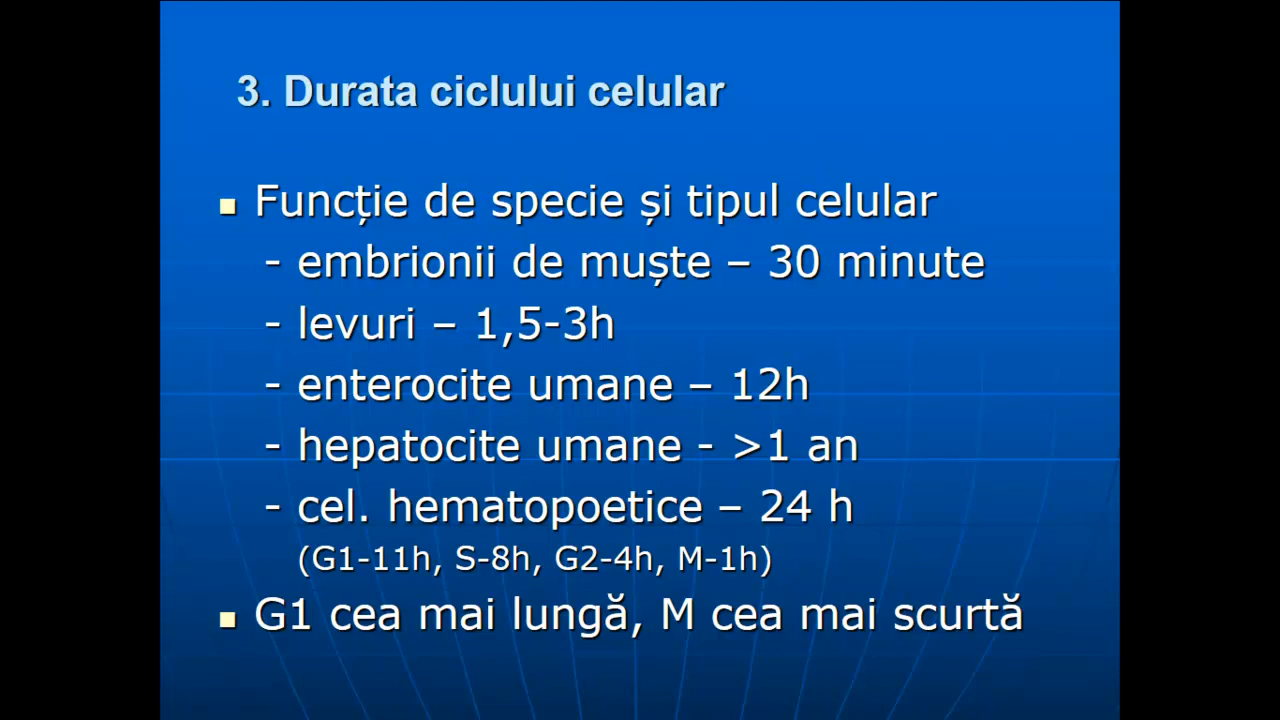 3. Durata ciclului celular
Funcție de specie și tipul celular
- embrionii de muște – 30 minute
- levuri – 1,5-3h
- enterocite umane – 12h
- hepatocite umane - >1 an
- cel. hematopoetice – 24 h
(G1-11h, S-8h, G2-4h, M-1h)
G1 cea mai lungă, M cea mai scurtă